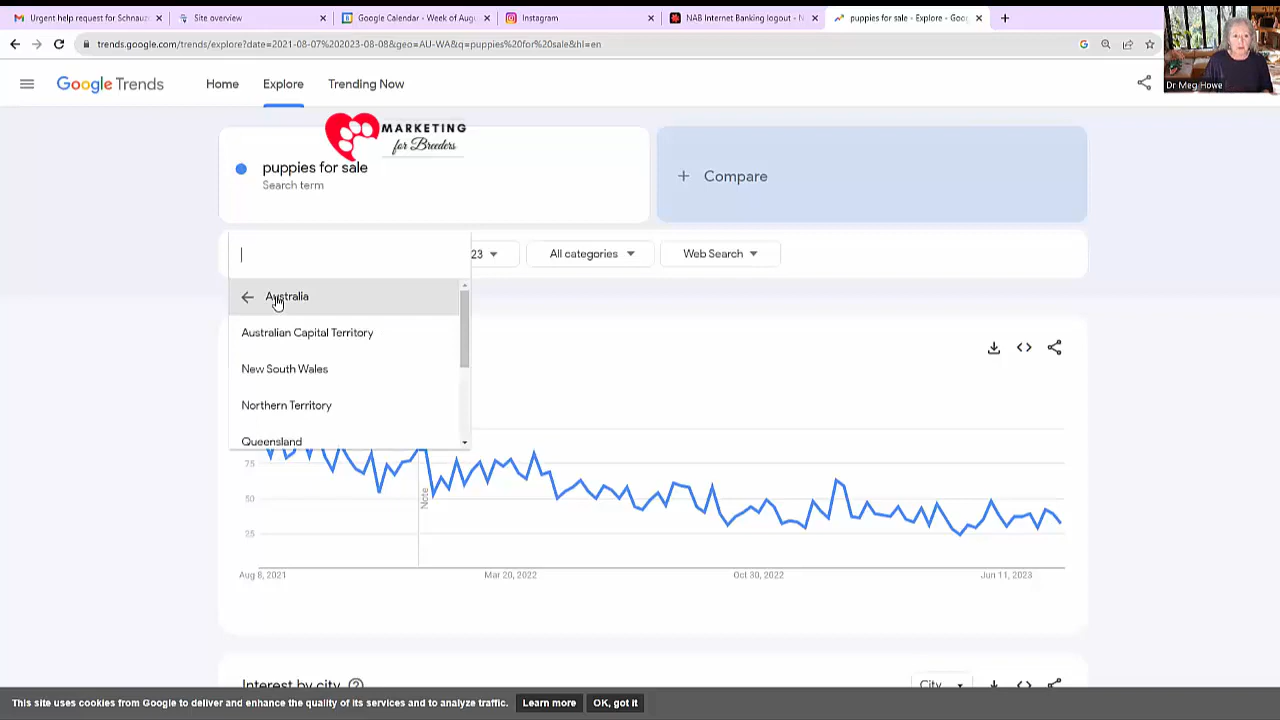 Urgent help request for Schnauz
Site overview
Google Calendar - Week of Aug
Instagram
NAB Internet Banking logout - N
puppies for sale - Explore - Goog
trends.google.com/trends/explore?date=2021-08-07%202023-08-08&geo=AU-WA&q=puppies%20for%20sale&hl=en
Dr Meg Howe
Google Trends
Home
Explore
Trending Now
MARKETING
for Breeders
puppies for sale
Search term
+ Compare
23
All categories
Web Search
Australia
Australian Capital Territory
New South Wales
Northern Territory
Queensland
75
50
25
Note
Aug 8, 2021
Mar 20, 2022
Oct 30, 2022
Jun 11, 2023
Interest by city
City
This site uses cookies from Google to deliver and enhance the quality of its services and to analyze traffic.
Learn more
OK, got it